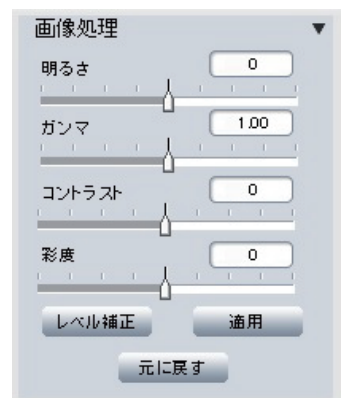 画像処理
明るさ 0
ガンマ 1.00
コントラスト 0
彩度 0
レベル補正 適用
元に戻す